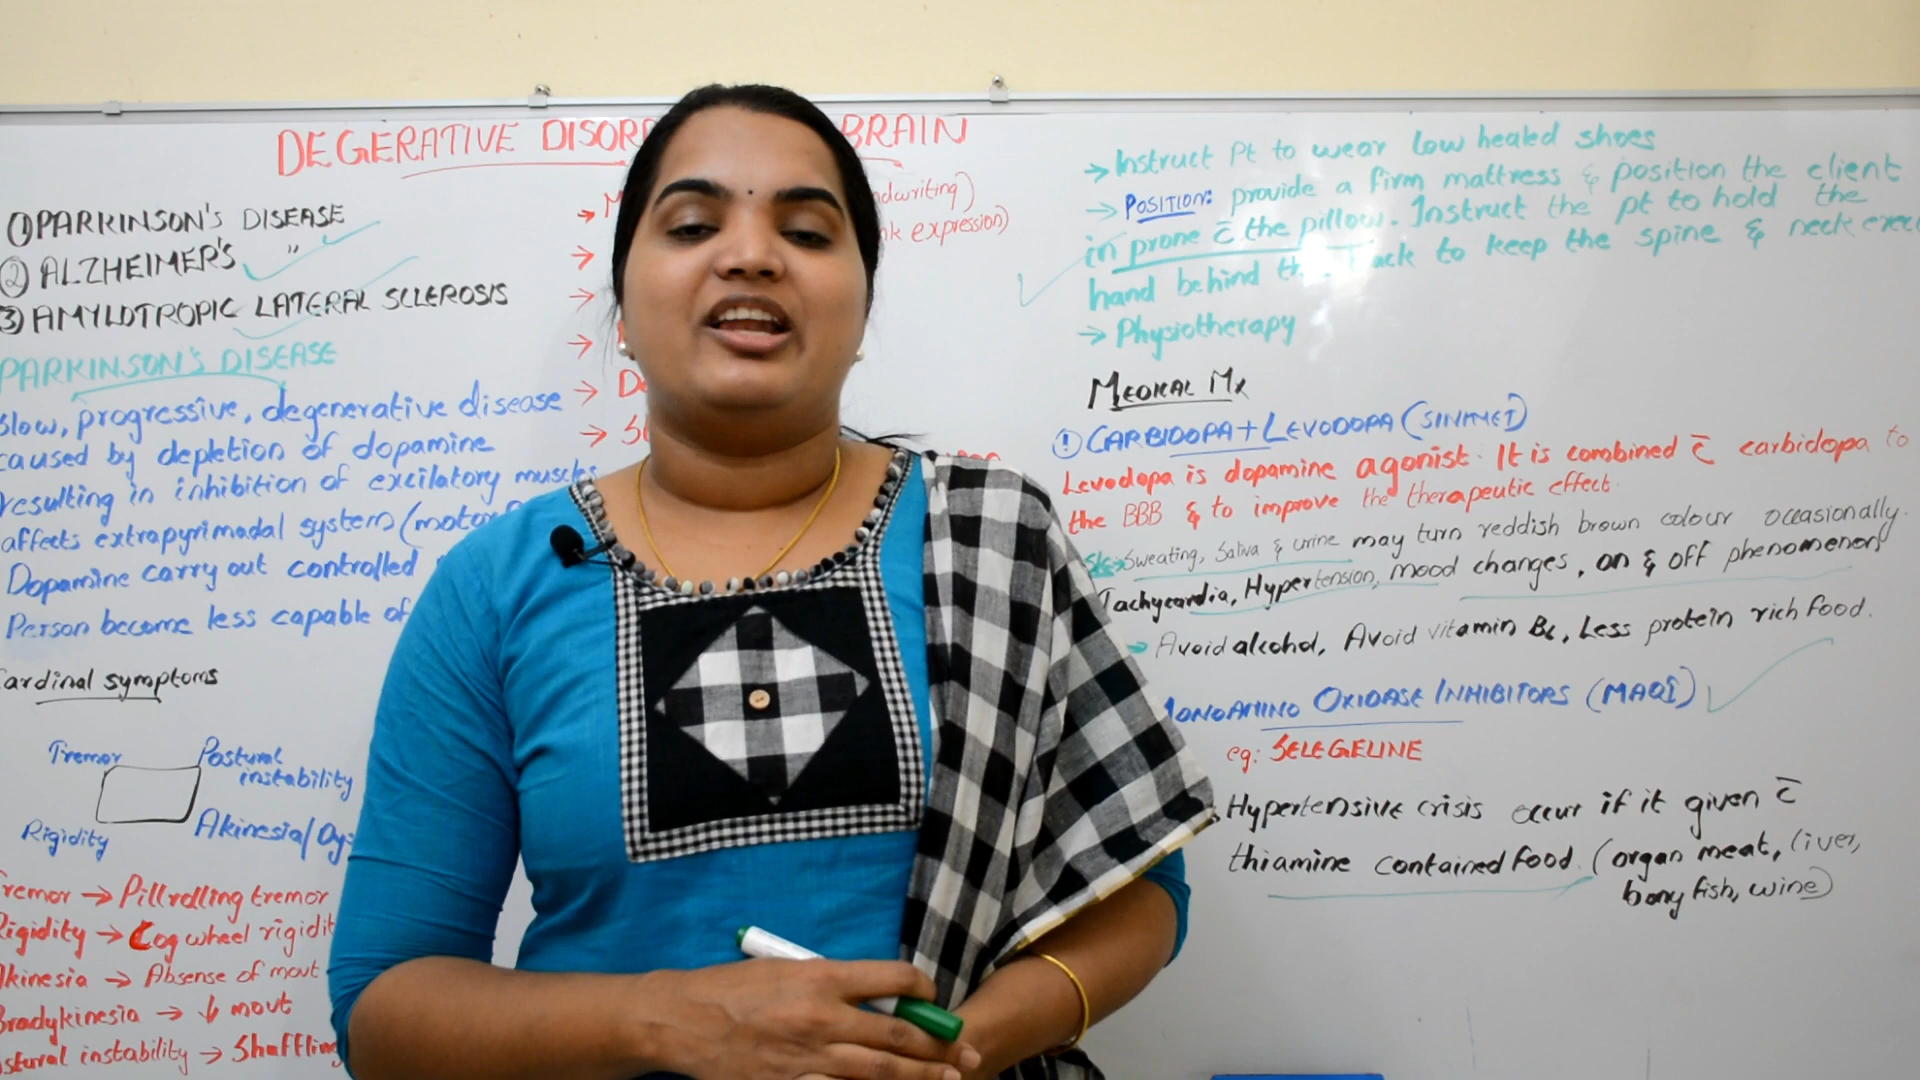 DEGERATIVE DISOR BRAIN
①PARKINSON'S DISEASE
② ALZHEIMER'S "
③ AMYLOTROPIC LATERAL SCLEROSIS
PARKINSON'S DISEASE
slow, progressive, degenerative disease
caused by depletion of dopamine
resulting in inhibition of excilatory muscles
affects extrapyrimadal system (motor
Dopamine carry out controlled
Person become less capable of
Cardinal symptoms
Tremor Postural
instability
Rigidity Akinesia/
Tremor → Pillrolling tremor
Rigidity → Cog wheel rigidit
Akinesia → Absense of movt
Bradykinesia → ↓ movt
Postural instability → Shuffling
→ M ndwriting)
→ nk expression)
→
→
→ De
→ S
→ Instruct Pt to wear low healed shoes
→ POSITION: provide a firm mattress & position the client
in prone c̄ the pillow. Instruct the pt to hold the
hand behind the back to keep the spine & neck erec
→ Physiotherapy
MEDICAL Mx
① CARBIDOPA + LEVODOPA (SINIMET)
Levodopa is dopamine agonist. It is combined c̄ carbidopa to
the BBB & to improve the therapeutic effect.
S/E→ Sweating, Saliva & urine may turn reddish brown colour occasionally.
Tachycardia, Hypertension, mood changes, on & off phenomenon
→ Avoid alcohol, Avoid vitamin B6, Less protein rich food.
MONOAMINO OXIDASE INHIBITORS (MAOI)
eg: SELEGELINE
Hypertensive crisis occur if it given c̄
thiamine contained food. (organ meat, liver,
bony fish, wine)